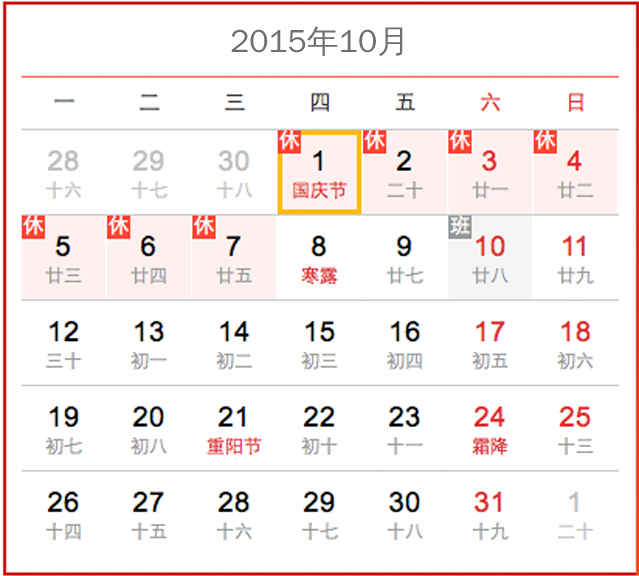 2015年10月
一 二 三 四 五 六 日
休 休 休 休
28 29 30 1 2 3 4
十六 十七 十八 国庆节 二十 廿一 廿二
休 休 休 班
5 6 7 8 9 10 11
廿三 廿四 廿五 寒露 廿七 廿八 廿九
12 13 14 15 16 17 18
三十 初一 初二 初三 初四 初五 初六
19 20 21 22 23 24 25
初七 初八 重阳节 初十 十一 霜降 十三
26 27 28 29 30 31 1
十四 十五 十六 十七 十八 十九 二十